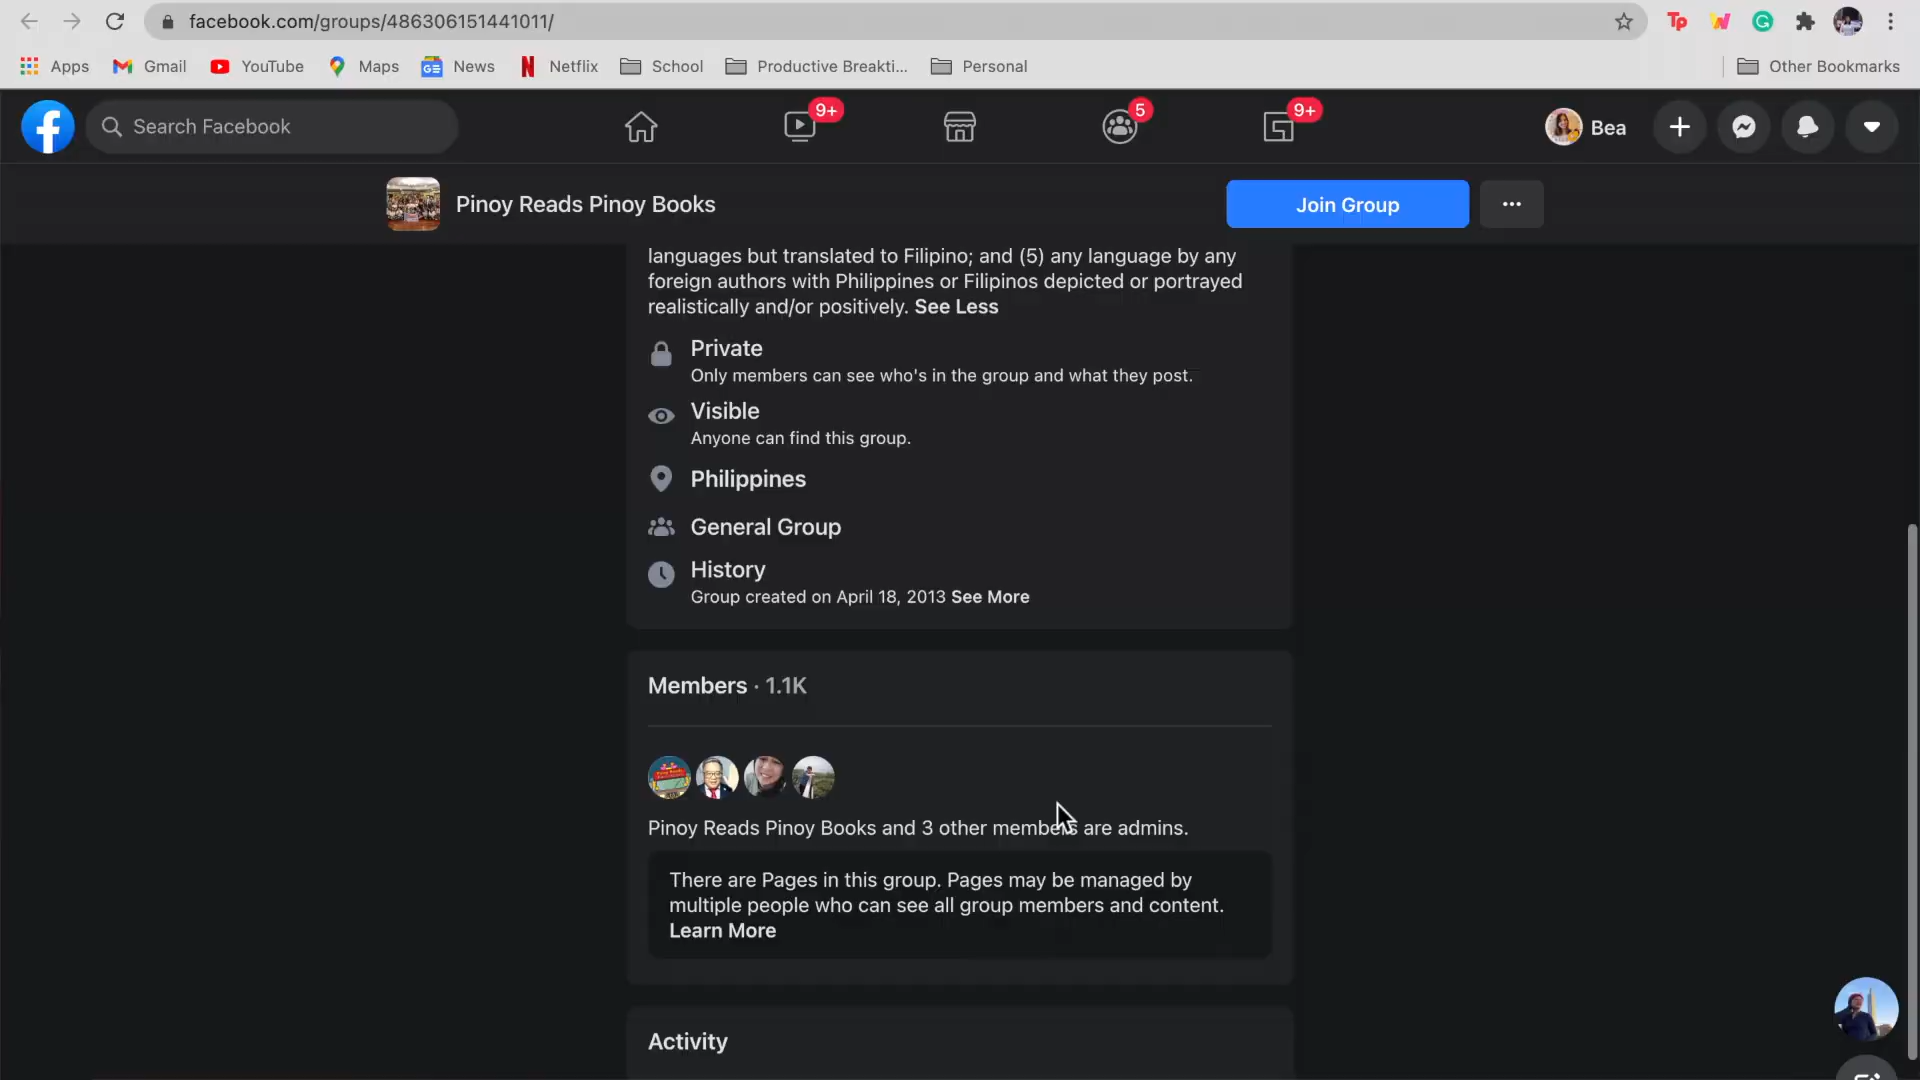 facebook.com/groups/486306151441011/
Apps Gmail YouTube Maps News Netflix School Productive Breakti... Personal Other Bookmarks
Search Facebook 9+ 5 9+ Bea
Pinoy Reads Pinoy Books Join Group
languages but translated to Filipino; and (5) any language by any
foreign authors with Philippines or Filipinos depicted or portrayed
realistically and/or positively. See Less
Private
Only members can see who's in the group and what they post.
Visible
Anyone can find this group.
Philippines
General Group
History
Group created on April 18, 2013 See More
Members · 1.1K
Pinoy Reads Pinoy Books and 3 other members are admins.
There are Pages in this group. Pages may be managed by
multiple people who can see all group members and content.
Learn More
Activity